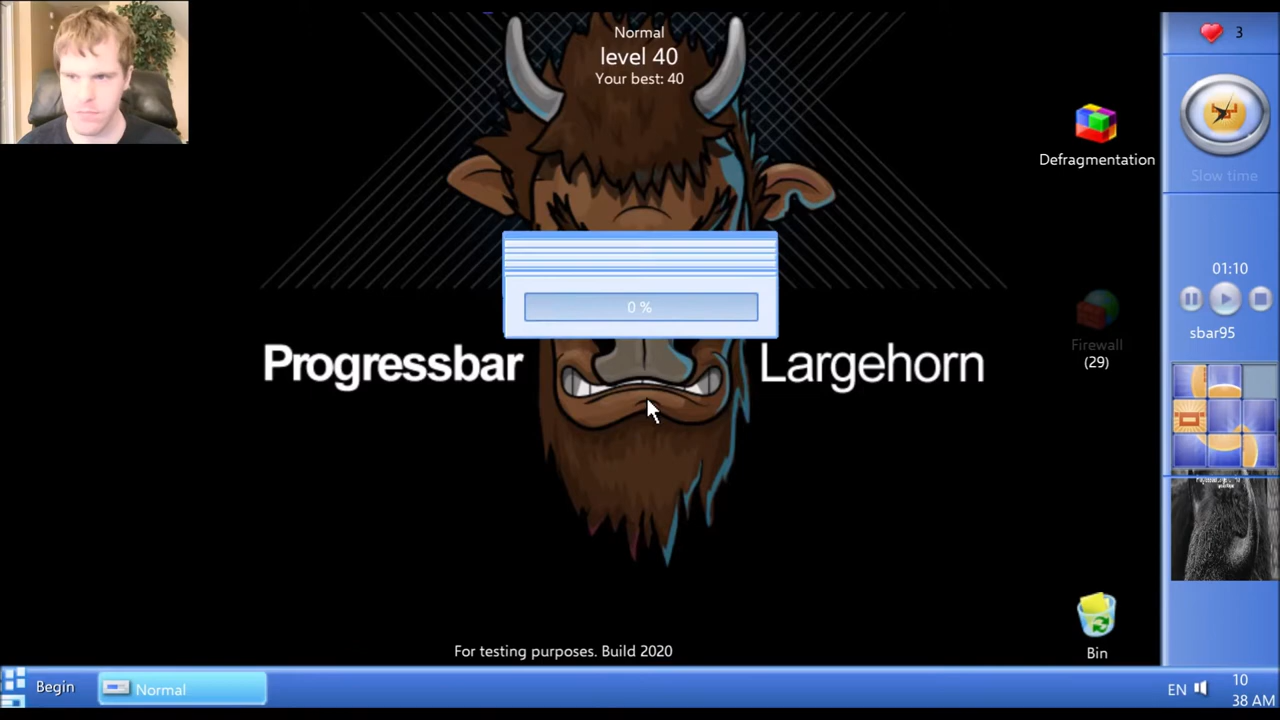 Normal
level 40
Your best: 40
3
Defragmentation
Slow time
0 %
01:10
sbar95
Firewall
(29)
Progressbar
Largehorn
For testing purposes. Build 2020
Bin
Begin
Normal
EN
10
38 AM